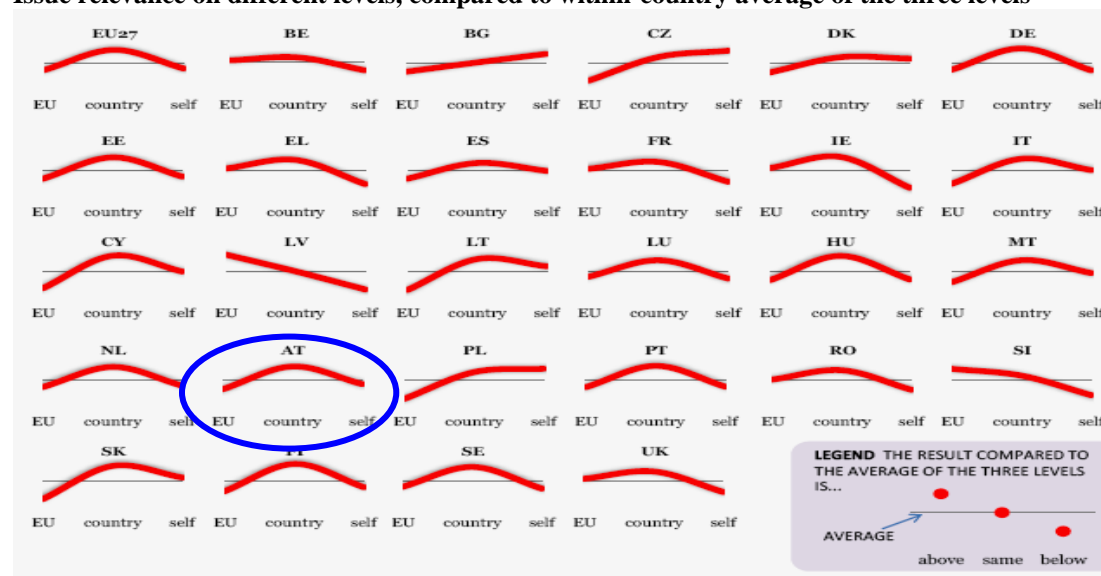 Issue relevance on different levels, compared to within-country average of the three levels
EU27 BE BG CZ DK DE
EU country self EU country self EU country self EU country self EU country self EU country self
EE EL ES FR IE IT
EU country self EU country self EU country self EU country self EU country self EU country self
CY LV LT LU HU MT
EU country self EU country self EU country self EU country self EU country self EU country self
NL AT PL PT RO SI
EU country self EU country self EU country self EU country self EU country self EU country self
SK SE UK
EU country self EU country self EU country self EU country self
LEGEND THE RESULT COMPARED TO
THE AVERAGE OF THE THREE LEVELS
IS...
AVERAGE
above same below